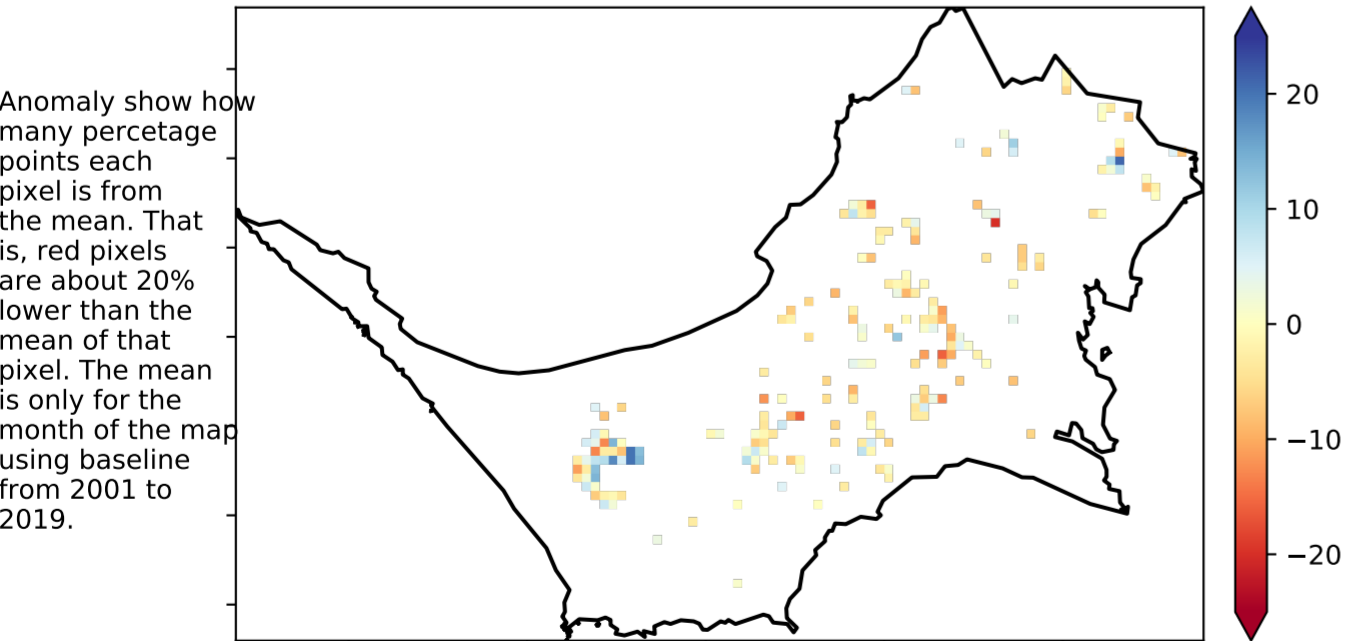 Anomaly show how
many percetage
points each
pixel is from
the mean. That
is, red pixels
are about 20%
lower than the
mean of that
pixel. The mean
is only for the
month of the map
using baseline
from 2001 to
2019.
20
10
0
−10
−20